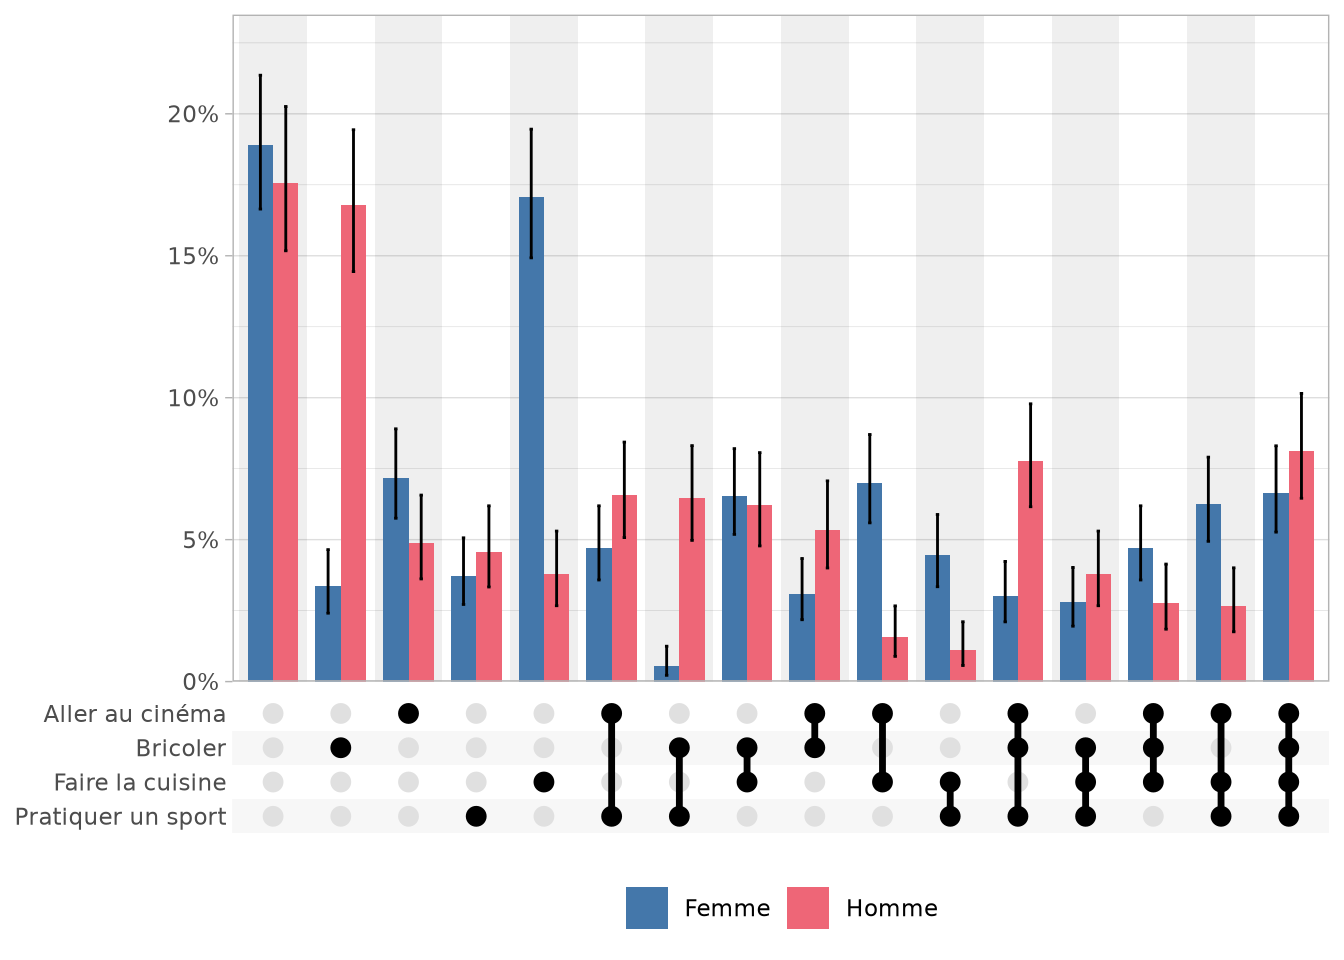 20%
15%
10%
5%
0%
Aller au cinéma
Bricoler
Faire la cuisine
Pratiquer un sport
Femme Homme